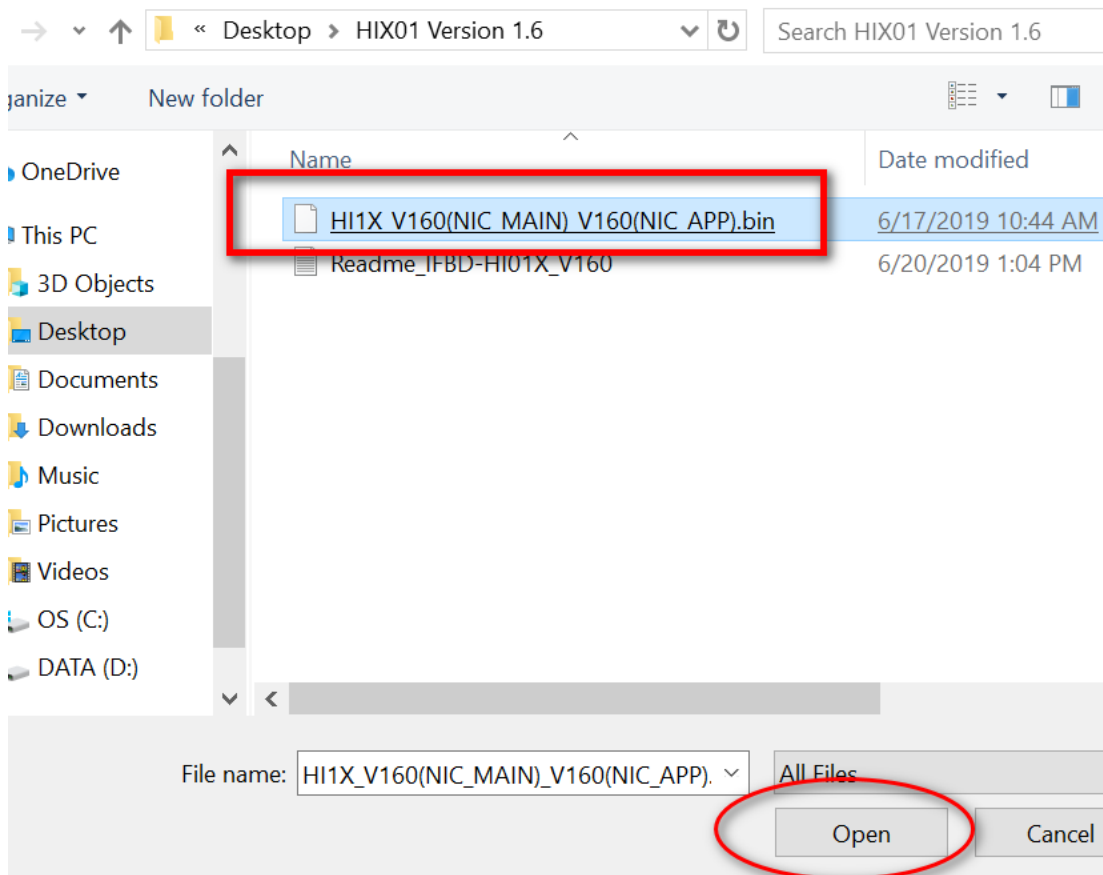 « Desktop > HIX01 Version 1.6
Search HIX01 Version 1.6
ganize
New folder
Name
Date modified
OneDrive
This PC
3D Objects
Desktop
Documents
Downloads
Music
Pictures
Videos
OS (C:)
DATA (D:)
HI1X_V160(NIC_MAIN)_V160(NIC_APP).bin
6/17/2019 10:44 AM
Readme_IFBD-HI01X_V160
6/20/2019 1:04 PM
File name:
HI1X_V160(NIC_MAIN)_V160(NIC_APP).
All Files
Open
Cancel